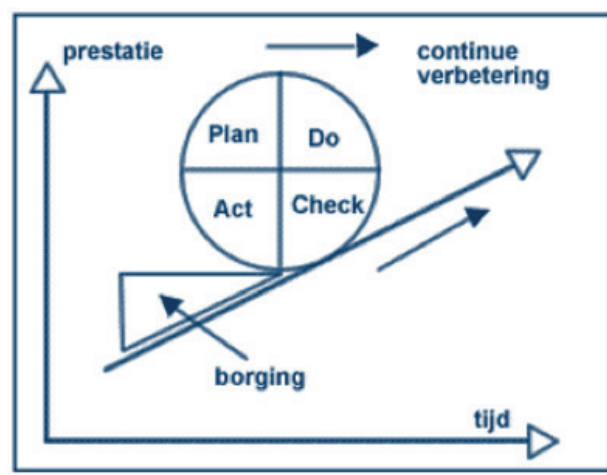 prestatie
continue
verbetering
Plan
Do
Act
Check
borging
tijd